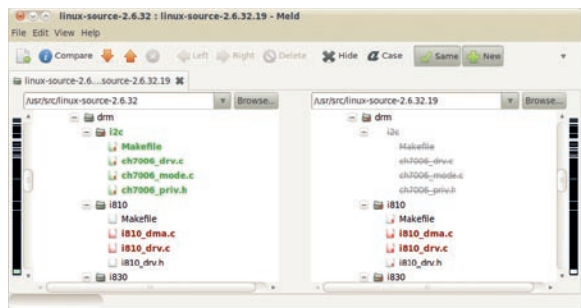 linux-source-2.6.32 : linux-source-2.6.32.19 - Meld
File Edit View Help
Compare Left Right Delete Hide Case Same New
linux-source-2.6....source-2.6.32.19
/usr/src/linux-source-2.6.32 Browse...
/usr/src/linux-source-2.6.32.19 Browse...
drm
i2c
Makefile
ch7006_drv.c
ch7006_mode.c
ch7006_priv.h
i810
Makefile
i810_dma.c
i810_drv.c
i810_drv.h
i830
drm
i2c
Makefile
ch7006_drv.c
ch7006_mode.c
ch7006_priv.h
i810
Makefile
i810_dma.c
i810_drv.c
i810_drv.h
i830